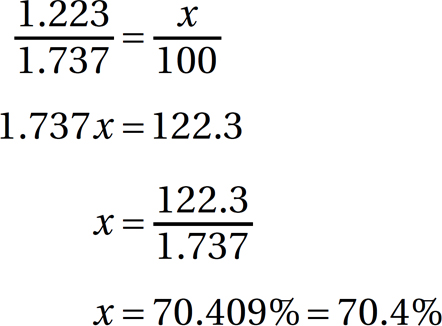 1.223/1.737 = x/100
1.737x = 122.3
x = 122.3/1.737
x = 70.409% = 70.4%